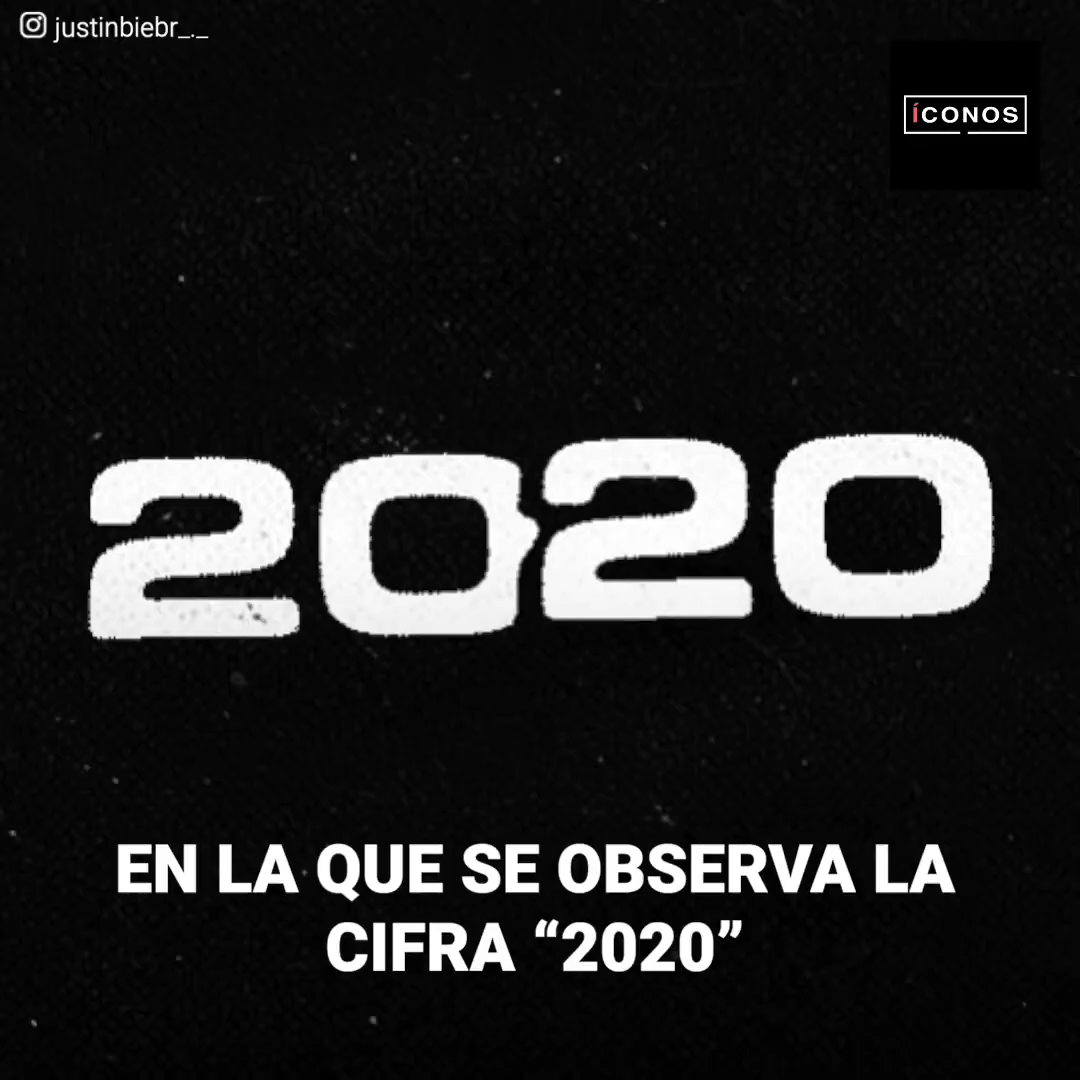 justinbiebr_._
ÍCONOS
2020
EN LA QUE SE OBSERVA LA
CIFRA “2020”